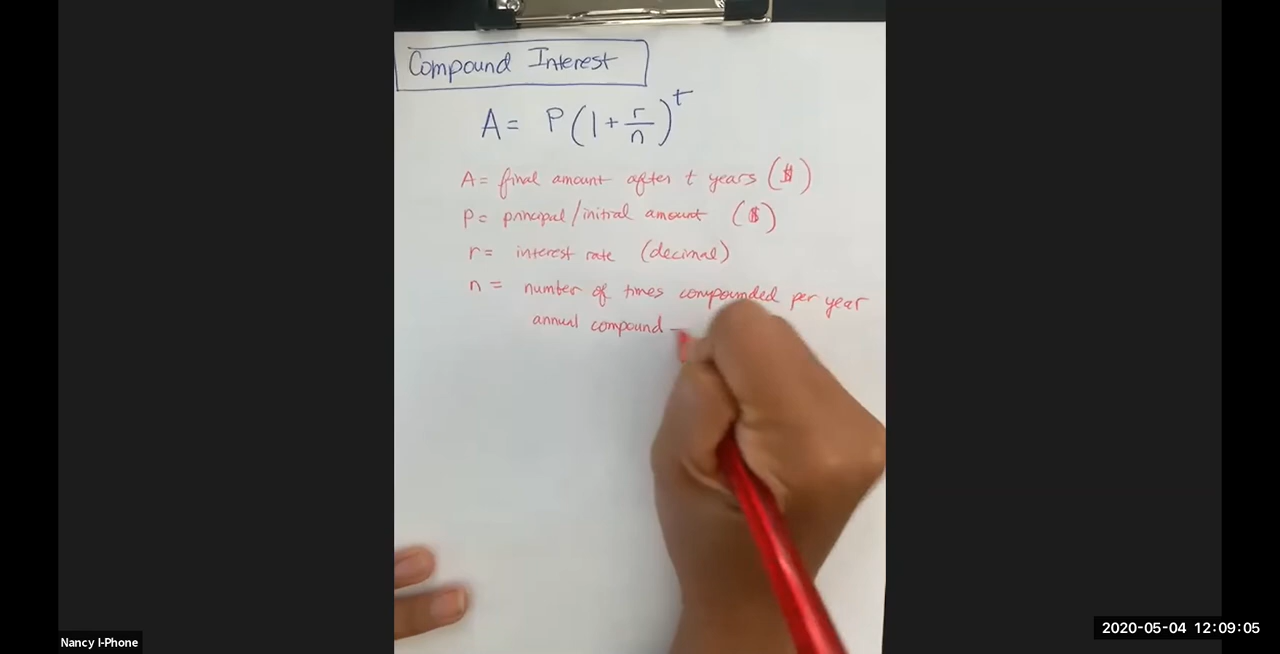 Compound Interest
A = P(1 + r/n)^t
A = final amount after t years ($)
P = principal/initial amount ($)
r = interest rate (decimal)
n = number of times compounded per year
annual compound -
Nancy I-Phone
2020-05-04 12:09:05